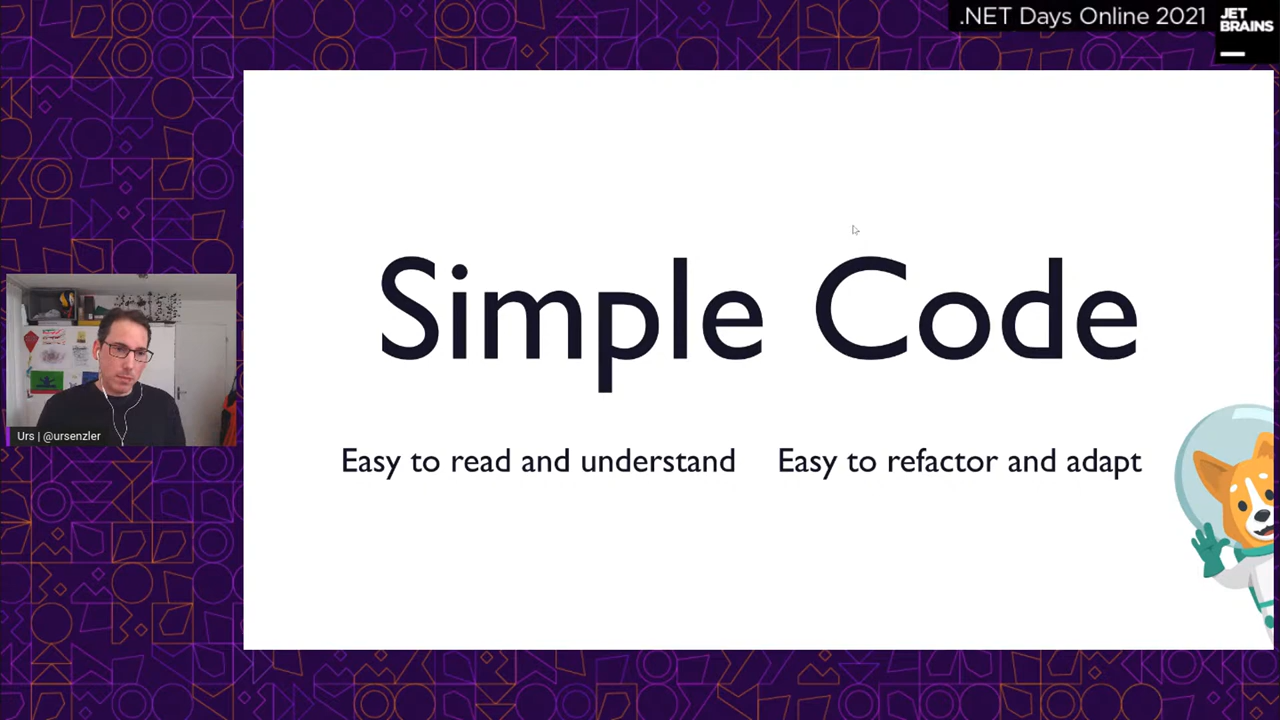 .NET Days Online 2021
JET
BRAINS
Simple Code
Easy to read and understand
Easy to refactor and adapt
Urs | @ursenzler